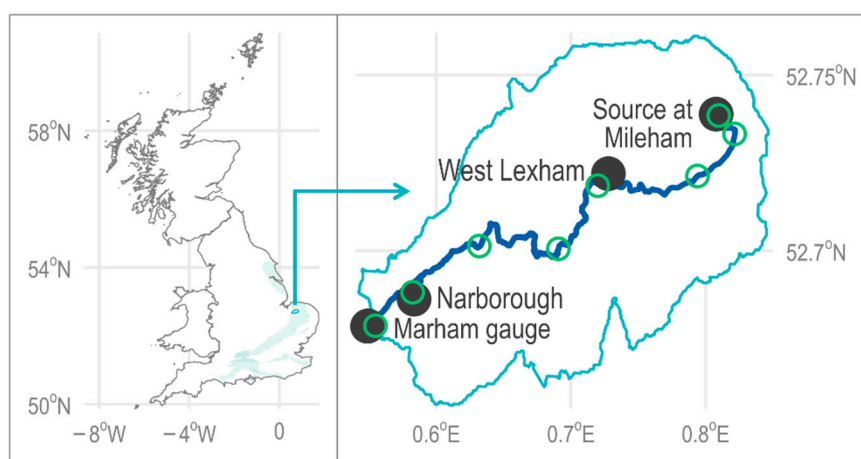 58°N
54°N
50°N
−8°W
−4°W
0
Source at
Mileham
West Lexham
Narborough
Marham gauge
52.75°N
52.7°N
0.6°E
0.7°E
0.8°E